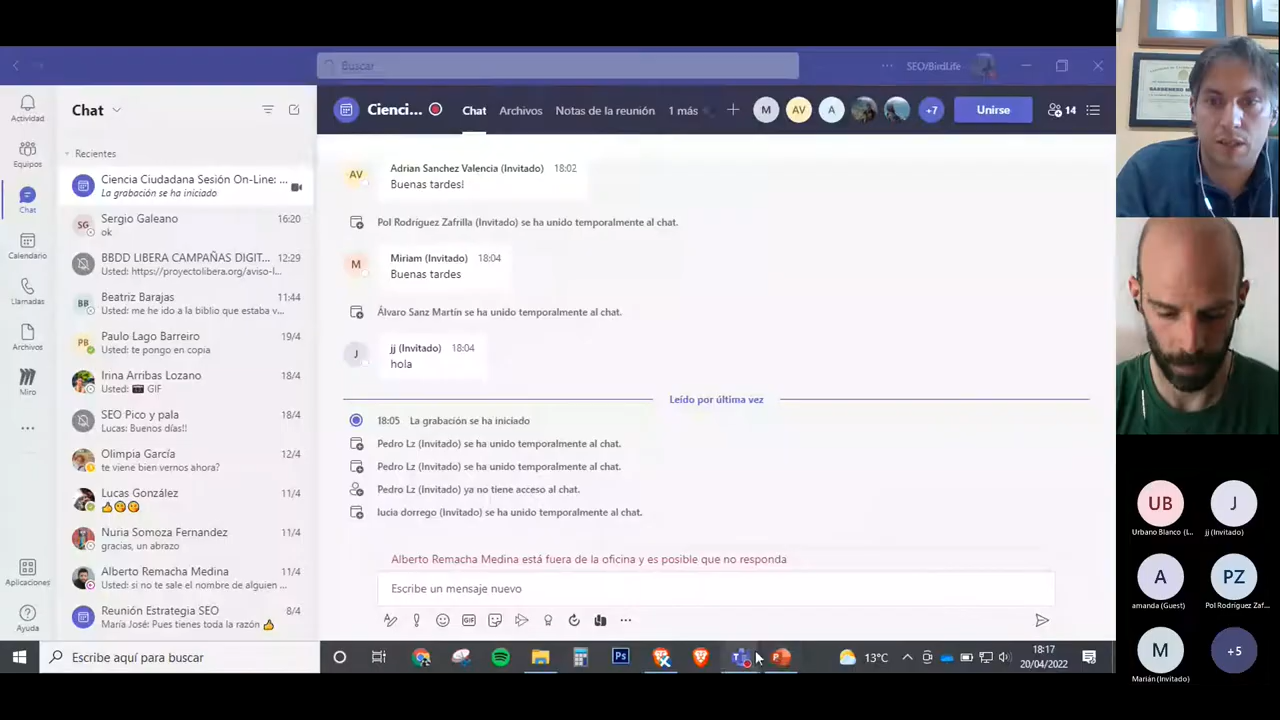 Buscar
SEO/BirdLife
Actividad
Equipos
Chat
Calendario
Llamadas
Archivos
Miro
Aplicaciones
Ayuda
Chat
Recientes
Ciencia Ciudadana Sesión On-Line: ...
La grabación se ha iniciado
SG
Sergio Galeano
16:20
ok
BBDD LIBERA CAMPAÑAS DIGIT...
12:29
Usted: https://proyectolibera.org/aviso-l...
BB
Beatriz Barajas
11:44
Usted: me he ido a la biblio que estaba v...
PB
Paulo Lago Barreiro
19/4
Usted: te pongo en copia
Irina Arribas Lozano
18/4
Usted: GIF
SEO Pico y pala
18/4
Lucas: Buenos días!!
Olimpia García
12/4
te viene bien vernos ahora?
Lucas González
11/4
Nuria Somoza Fernandez
11/4
gracias, un abrazo
Alberto Remacha Medina
11/4
Usted: si no te sale el nombre de alguien ...
Reunión Estrategia SEO
8/4
María José: Pues tienes toda la razón
Cienci...
Chat
Archivos
Notas de la reunión
1 más
M
AV
A
+7
Unirse
14
AV
Adrian Sanchez Valencia (Invitado) 18:02
Buenas tardes!
Pol Rodríguez Zafrilla (Invitado) se ha unido temporalmente al chat.
M
Miriam (Invitado) 18:04
Buenas tardes
Álvaro Sanz Martín se ha unido temporalmente al chat.
J
jj (Invitado) 18:04
hola
Leído por última vez
18:05 La grabación se ha iniciado
Pedro Lz (Invitado) se ha unido temporalmente al chat.
Pedro Lz (Invitado) se ha unido temporalmente al chat.
Pedro Lz (Invitado) ya no tiene acceso al chat.
lucia dorrego (Invitado) se ha unido temporalmente al chat.
Alberto Remacha Medina está fuera de la oficina y es posible que no responda
Escribe un mensaje nuevo
GIF
Escribe aquí para buscar
Ps
13°C
18:17
20/04/2022
UB
Urbano Blanco (I...
J
jj (Invitado)
A
amanda (Guest)
PZ
Pol Rodríguez Zaf...
M
Marián (Invitado)
+5